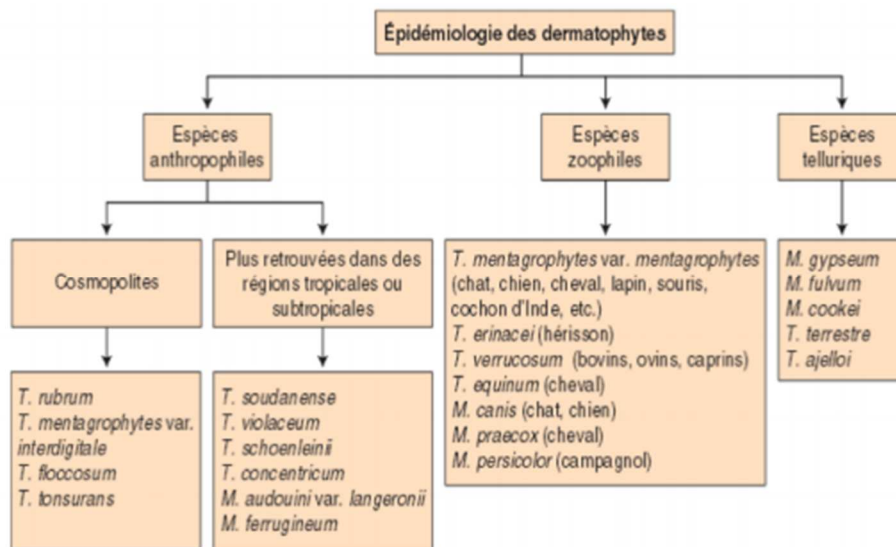 Épidémiologie des dermatophytes
Espèces
anthropophiles
Espèces
zoophiles
Espèces
telluriques
Cosmopolites
Plus retrouvées dans des
régions tropicales ou
subtropicales
T. rubrum
T. mentagrophytes var.
interdigitale
T. floccosum
T. tonsurans
T. soudanense
T. violaceum
T. schoenleinii
T. concentricum
M. audouini var. langeronii
M. ferrugineum
T. mentagrophytes var. mentagrophytes
(chat, chien, cheval, lapin, souris,
cochon d'Inde, etc.)
T. erinacei (hérisson)
T. verrucosum (bovins, ovins, caprins)
T. equinum (cheval)
M. canis (chat, chien)
M. praecox (cheval)
M. persicolor (campagnol)
M. gypseum
M. fulvum
M. cookei
T. terrestre
T. ajelloi